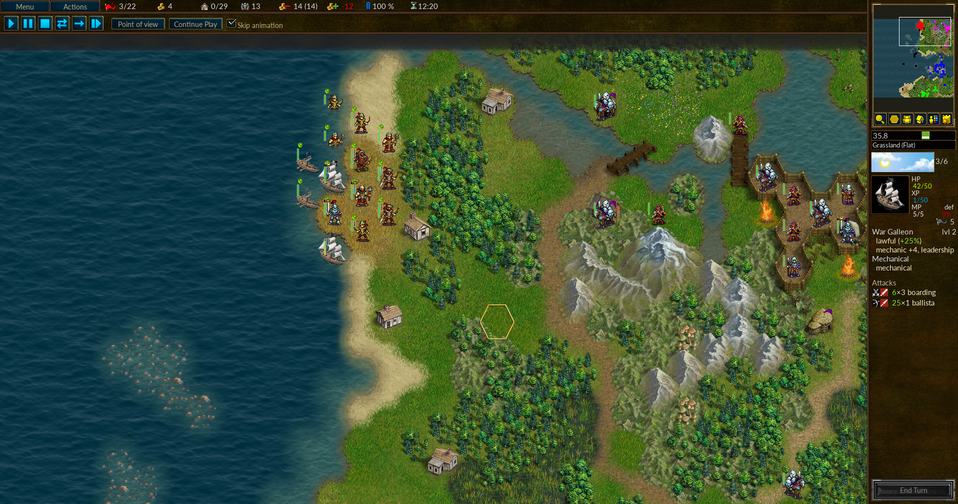 Menu
Actions
3/22
4
0/29
13
14 (14)
-12
100 %
12:20
Point of view
Continue Play
Skip animation
35,8
Grassland (Flat)
3/6
HP
42/50
XP
1/50
MP
5/5
def
5
War Galleon
lvl 2
lawful (+25%)
mechanic +4, leadership
Mechanical
mechanical
Attacks
6×3 boarding
25×1 ballista
End Turn